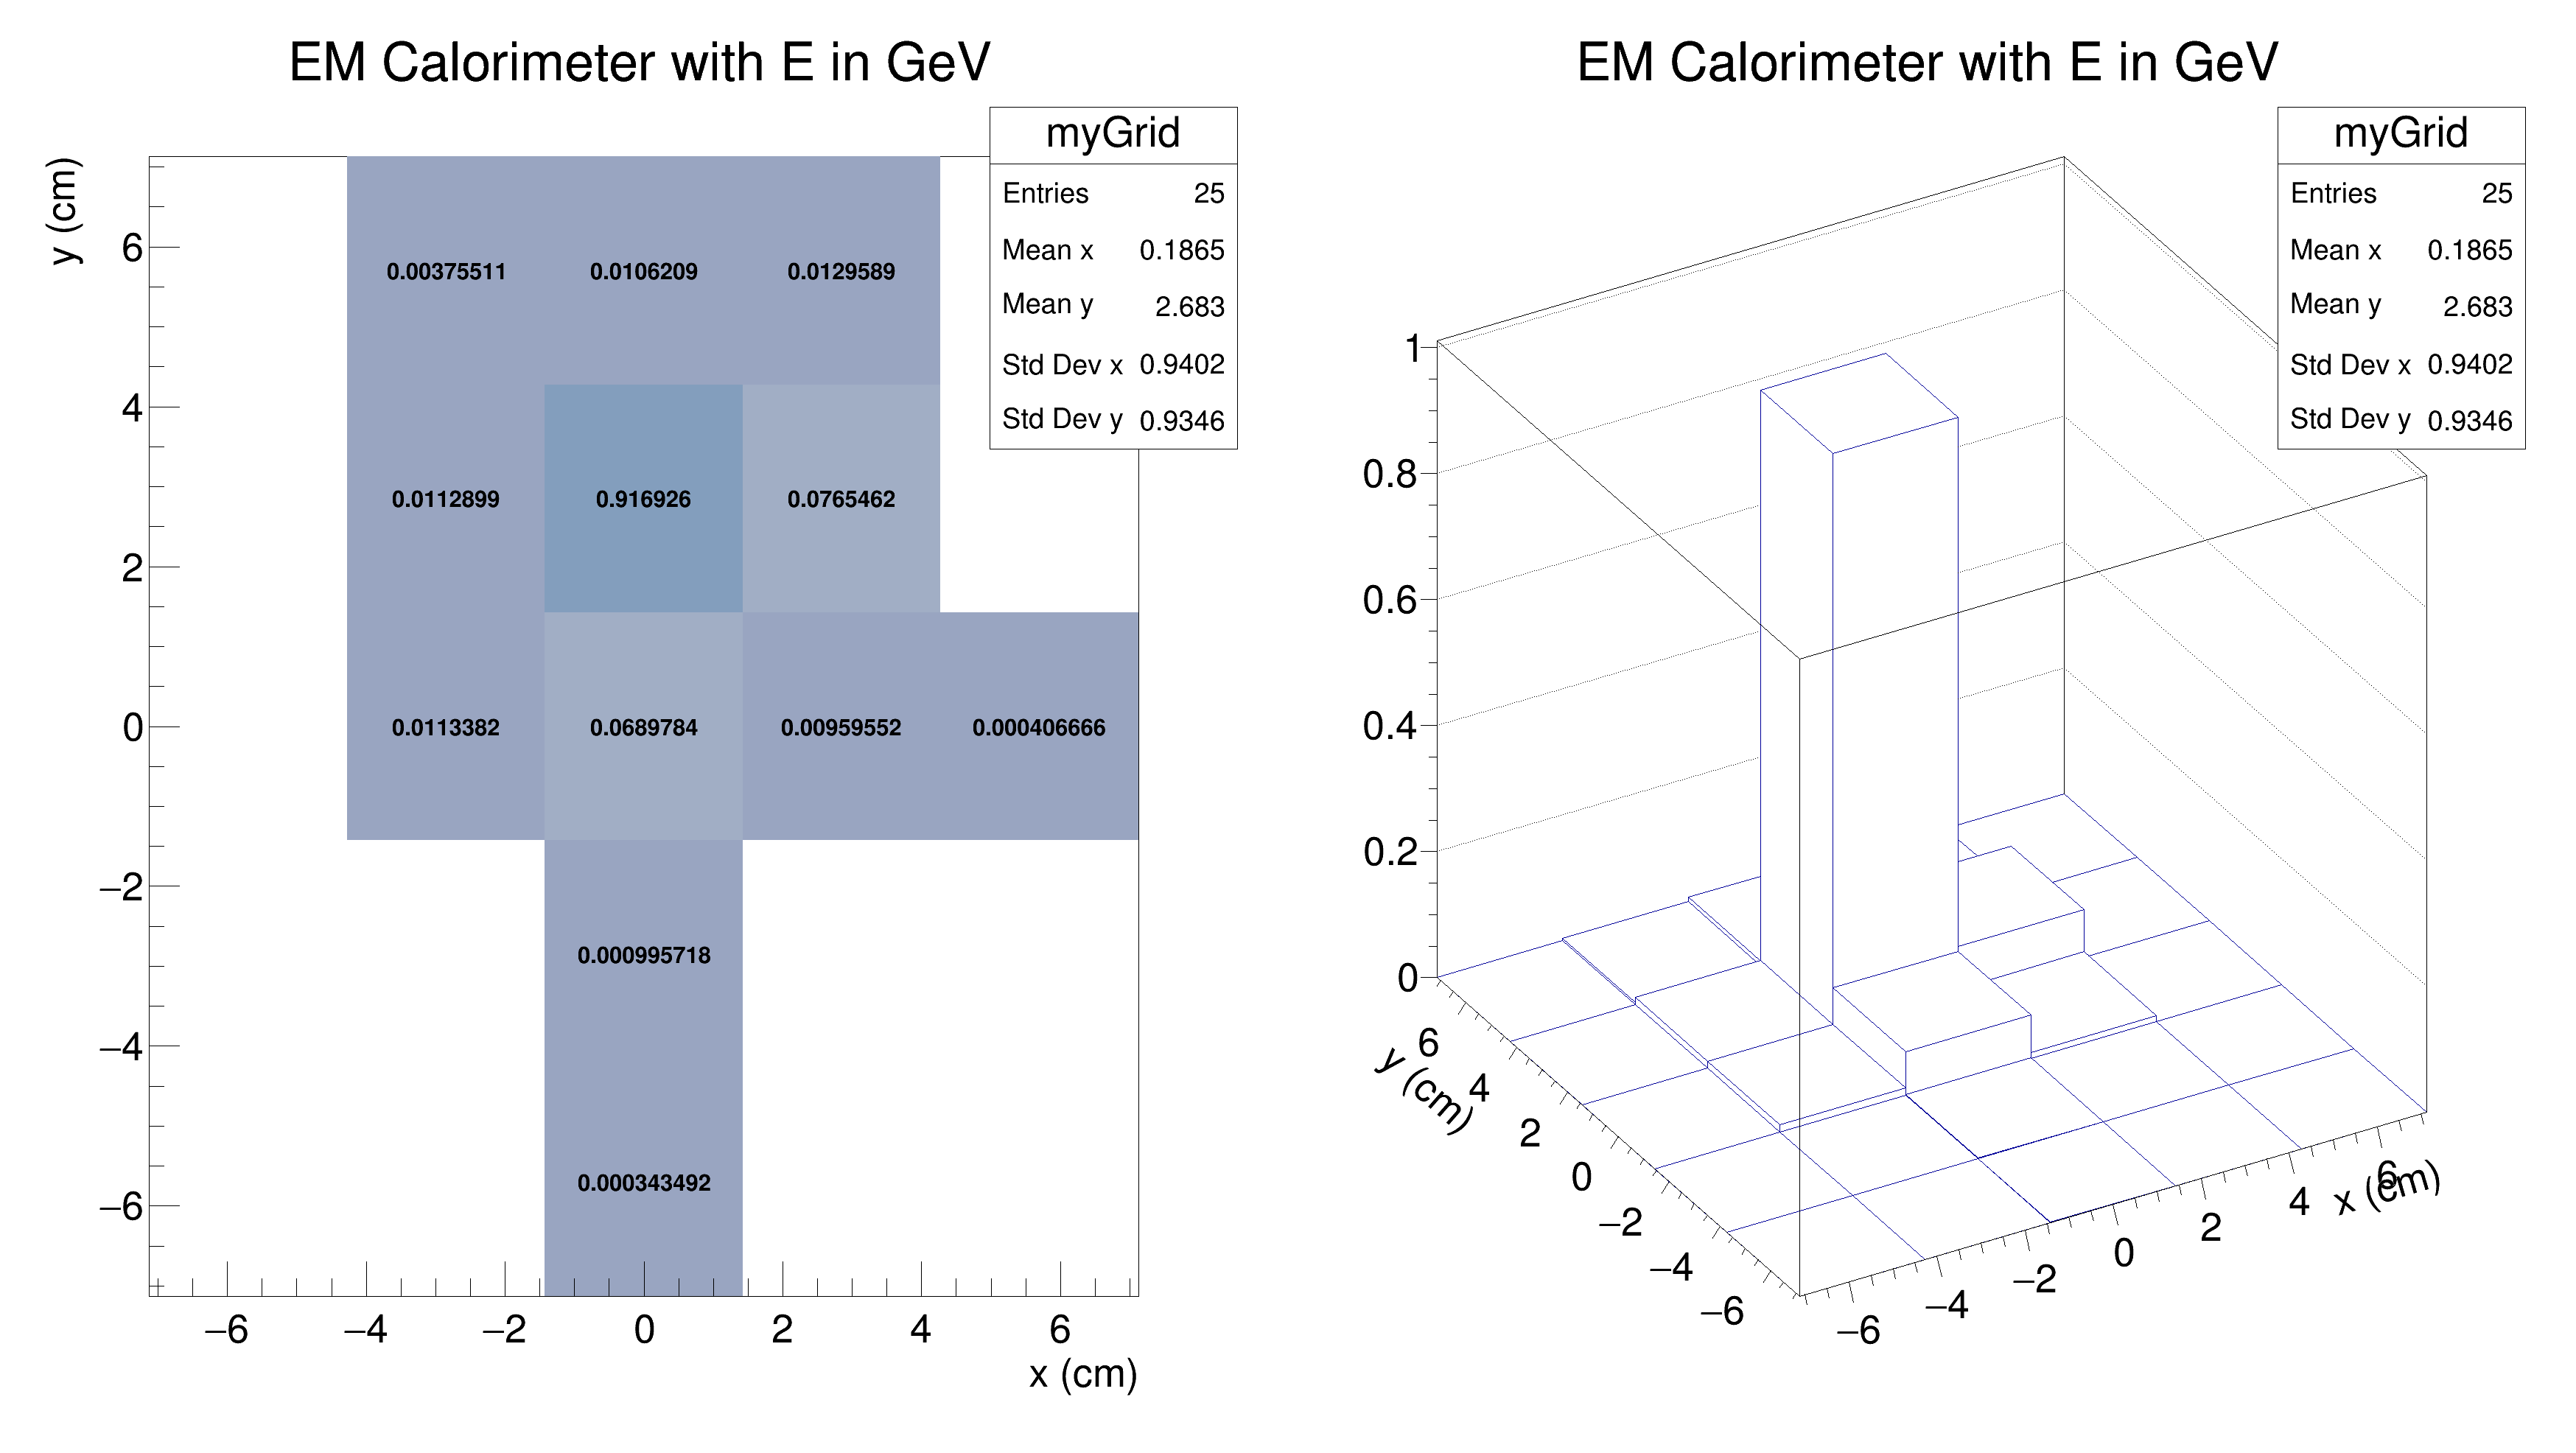 EM Calorimeter with E in GeV
myGrid
Entries 25
Mean x 0.1865
Mean y 2.683
Std Dev x 0.9402
Std Dev y 0.9346
y (cm)
6
4
2
0
−2
−4
−6
0.00375511 0.0106209 0.0129589
0.0112899 0.916926 0.0765462
0.0113382 0.0689784 0.00959552 0.000406666
0.000995718
0.000343492
−6 −4 −2 0 2 4 6
x (cm)
EM Calorimeter with E in GeV
myGrid
Entries 25
Mean x 0.1865
Mean y 2.683
Std Dev x 0.9402
Std Dev y 0.9346
1
0.8
0.6
0.4
0.2
0
y (cm)
6
4
2
0
−2
−4
−6
−6 −4 −2 0 2 4 6
x (cm)